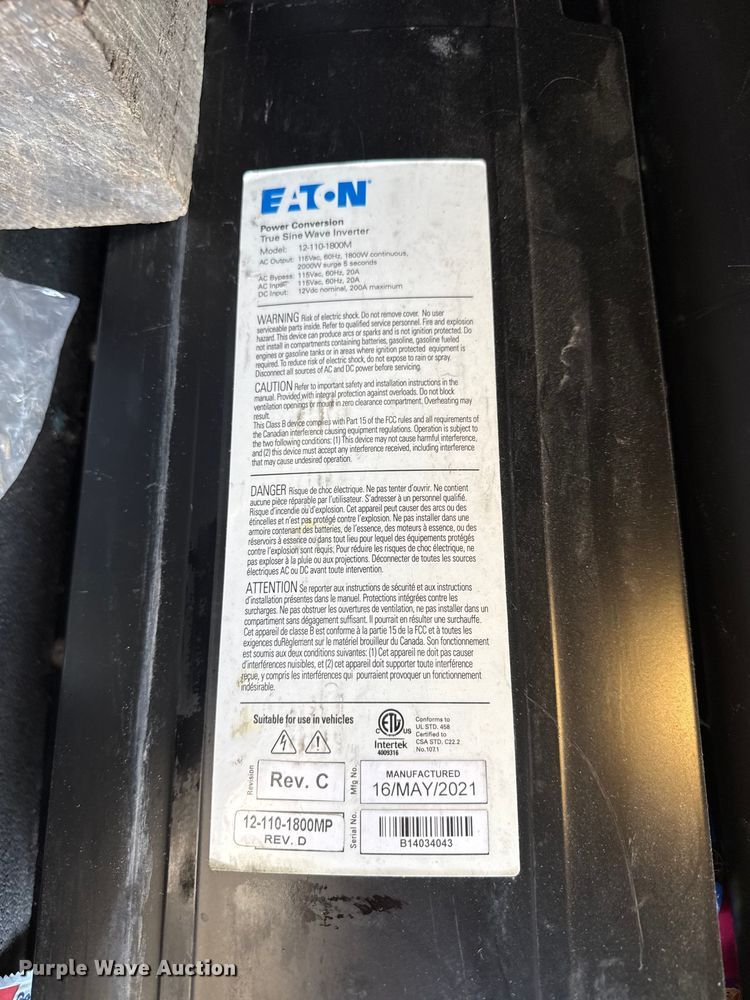 EATON
Power Conversion
True Sine Wave Inverter
Model: 12-110-1800M
AC Output: 115Vac, 60Hz, 1800W continuous,
2000W surge 5 seconds
AC Bypass: 115Vac, 60Hz, 20A
AC Input: 115Vac, 60Hz, 20A
DC Input: 12Vdc nominal, 200A maximum
WARNING Risk of electric shock. Do not remove cover. No user
serviceable parts inside. Refer to qualified service personnel. Fire and explosion
hazard. This device can produce arcs or sparks and is not ignition protected. Do
not install in compartments containing batteries, gasoline, gasoline fueled
engines or gasoline tanks or in areas where ignition protected equipment is
required. To reduce risk of electric shock, do not expose to rain or spray.
Disconnect all sources of AC and DC power before servicing.
CAUTION Refer to important safety and installation instructions in the
manual. Provided with integral protection against overloads. Do not block
ventilation openings or mount in zero clearance compartment. Overheating may
result.
This Class B device complies with Part 15 of the FCC rules and all requirements of
the Canadian interference causing equipment regulations. Operation is subject to
the two following conditions: (1) This device may not cause harmful interference,
and (2) this device must accept any interference received, including interference
that may cause undesired operation.
DANGER Risque de choc électrique. Ne pas tenter d'ouvrir. Ne contient
aucune pièce réparable par l'utilisateur. S'adresser à un personnel qualifié.
Risque d'incendie ou d'explosion. Cet appareil peut causer des arcs ou des
étincelles et n'est pas protégé contre l'explosion. Ne pas installer dans une
armoire contenant des batteries, de l'essence, des moteurs à essence, ou des
réservoirs à essence ou dans tout lieu pour lequel des équipements protégés
contre l'explosion sont requis. Pour réduire les risques de choc électrique, ne
pas exploser à la pluie ou aux projections. Déconnecter de toutes les sources
électriques AC ou DC avant toute intervention.
ATTENTION Se reporter aux instructions de sécurité et aux instructions
d'installation présentes dans le manuel. Protections intégrées contre les
surcharges. Ne pas obstruer les ouvertures de ventilation, ne pas installer dans un
compartiment sans dégagement suffisant. Il pourrait en résulter une surchauffe.
Cet appareil de classe B est conforme à la partie 15 de la FCC et à toutes les
exigences duRèglement sur le matériel brouilleur du Canada. Son fonctionnement
est soumis aux deux conditions suivantes: (1) Cet appareil ne doit pas causer
d'interférences nuisibles, et (2) cet appareil doit supporter toute interférence
reçue, y compris les interférences qui pourraient provoquer un fonctionnement
indésirable.
Suitable for use in vehicles
ETL
c US
Intertek
4009316
Conforms to
UL STD. 458
Certified to
CSA STD. C22.2
No.107.1
Revision
Rev. C
Mfg No.
MANUFACTURED
16/MAY/2021
12-110-1800MP
REV. D
Serial No.
B14034043
Purple Wave Auction